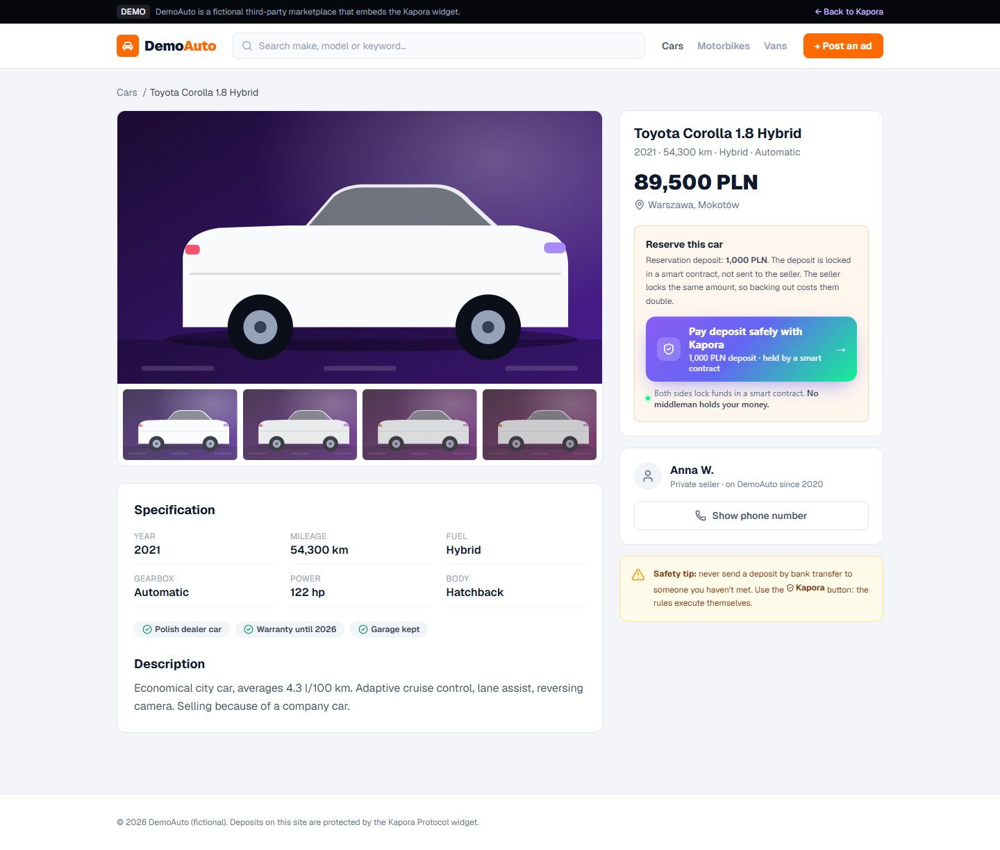 DEMO DemoAuto is a fictional third-party marketplace that embeds the Kapora widget.
← Back to Kapora
DemoAuto
Search make, model or keyword...
Cars Motorbikes Vans
+ Post an ad
Cars / Toyota Corolla 1.8 Hybrid
Toyota Corolla 1.8 Hybrid
2021 · 54,300 km · Hybrid · Automatic
89,500 PLN
Warszawa, Mokotów
Reserve this car
Reservation deposit: 1,000 PLN. The deposit is locked
in a smart contract, not sent to the seller. The seller
locks the same amount, so backing out costs them
double.
Pay deposit safely with
Kapora
1,000 PLN deposit · held by a smart
contract
→
Both sides lock funds in a smart contract. No
middleman holds your money.
Anna W.
Private seller · on DemoAuto since 2020
Show phone number
Safety tip: never send a deposit by bank transfer to
someone you haven't met. Use the Kapora button: the
rules execute themselves.
Specification
YEAR MILEAGE FUEL
2021 54,300 km Hybrid
GEARBOX POWER BODY
Automatic 122 hp Hatchback
Polish dealer car Warranty until 2026 Garage kept
Description
Economical city car, averages 4.3 l/100 km. Adaptive cruise control, lane assist, reversing
camera. Selling because of a company car.
© 2026 DemoAuto (fictional). Deposits on this site are protected by the Kapora Protocol widget.